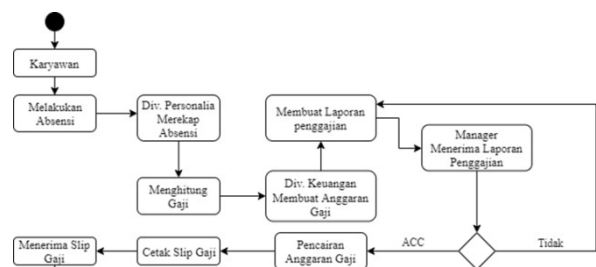 Karyawan
Melakukan
Absensi
Div. Personalia
Merekap
Absensi
Menghitung
Gaji
Div. Keuangan
Membuat Anggaran
Gaji
Membuat Laporan
penggajian
Manager
Menerima Laporan
Penggajian
ACC
Tidak
Pencairan
Anggaran Gaji
Cetak Slip Gaji
Menerima Slip
Gaji